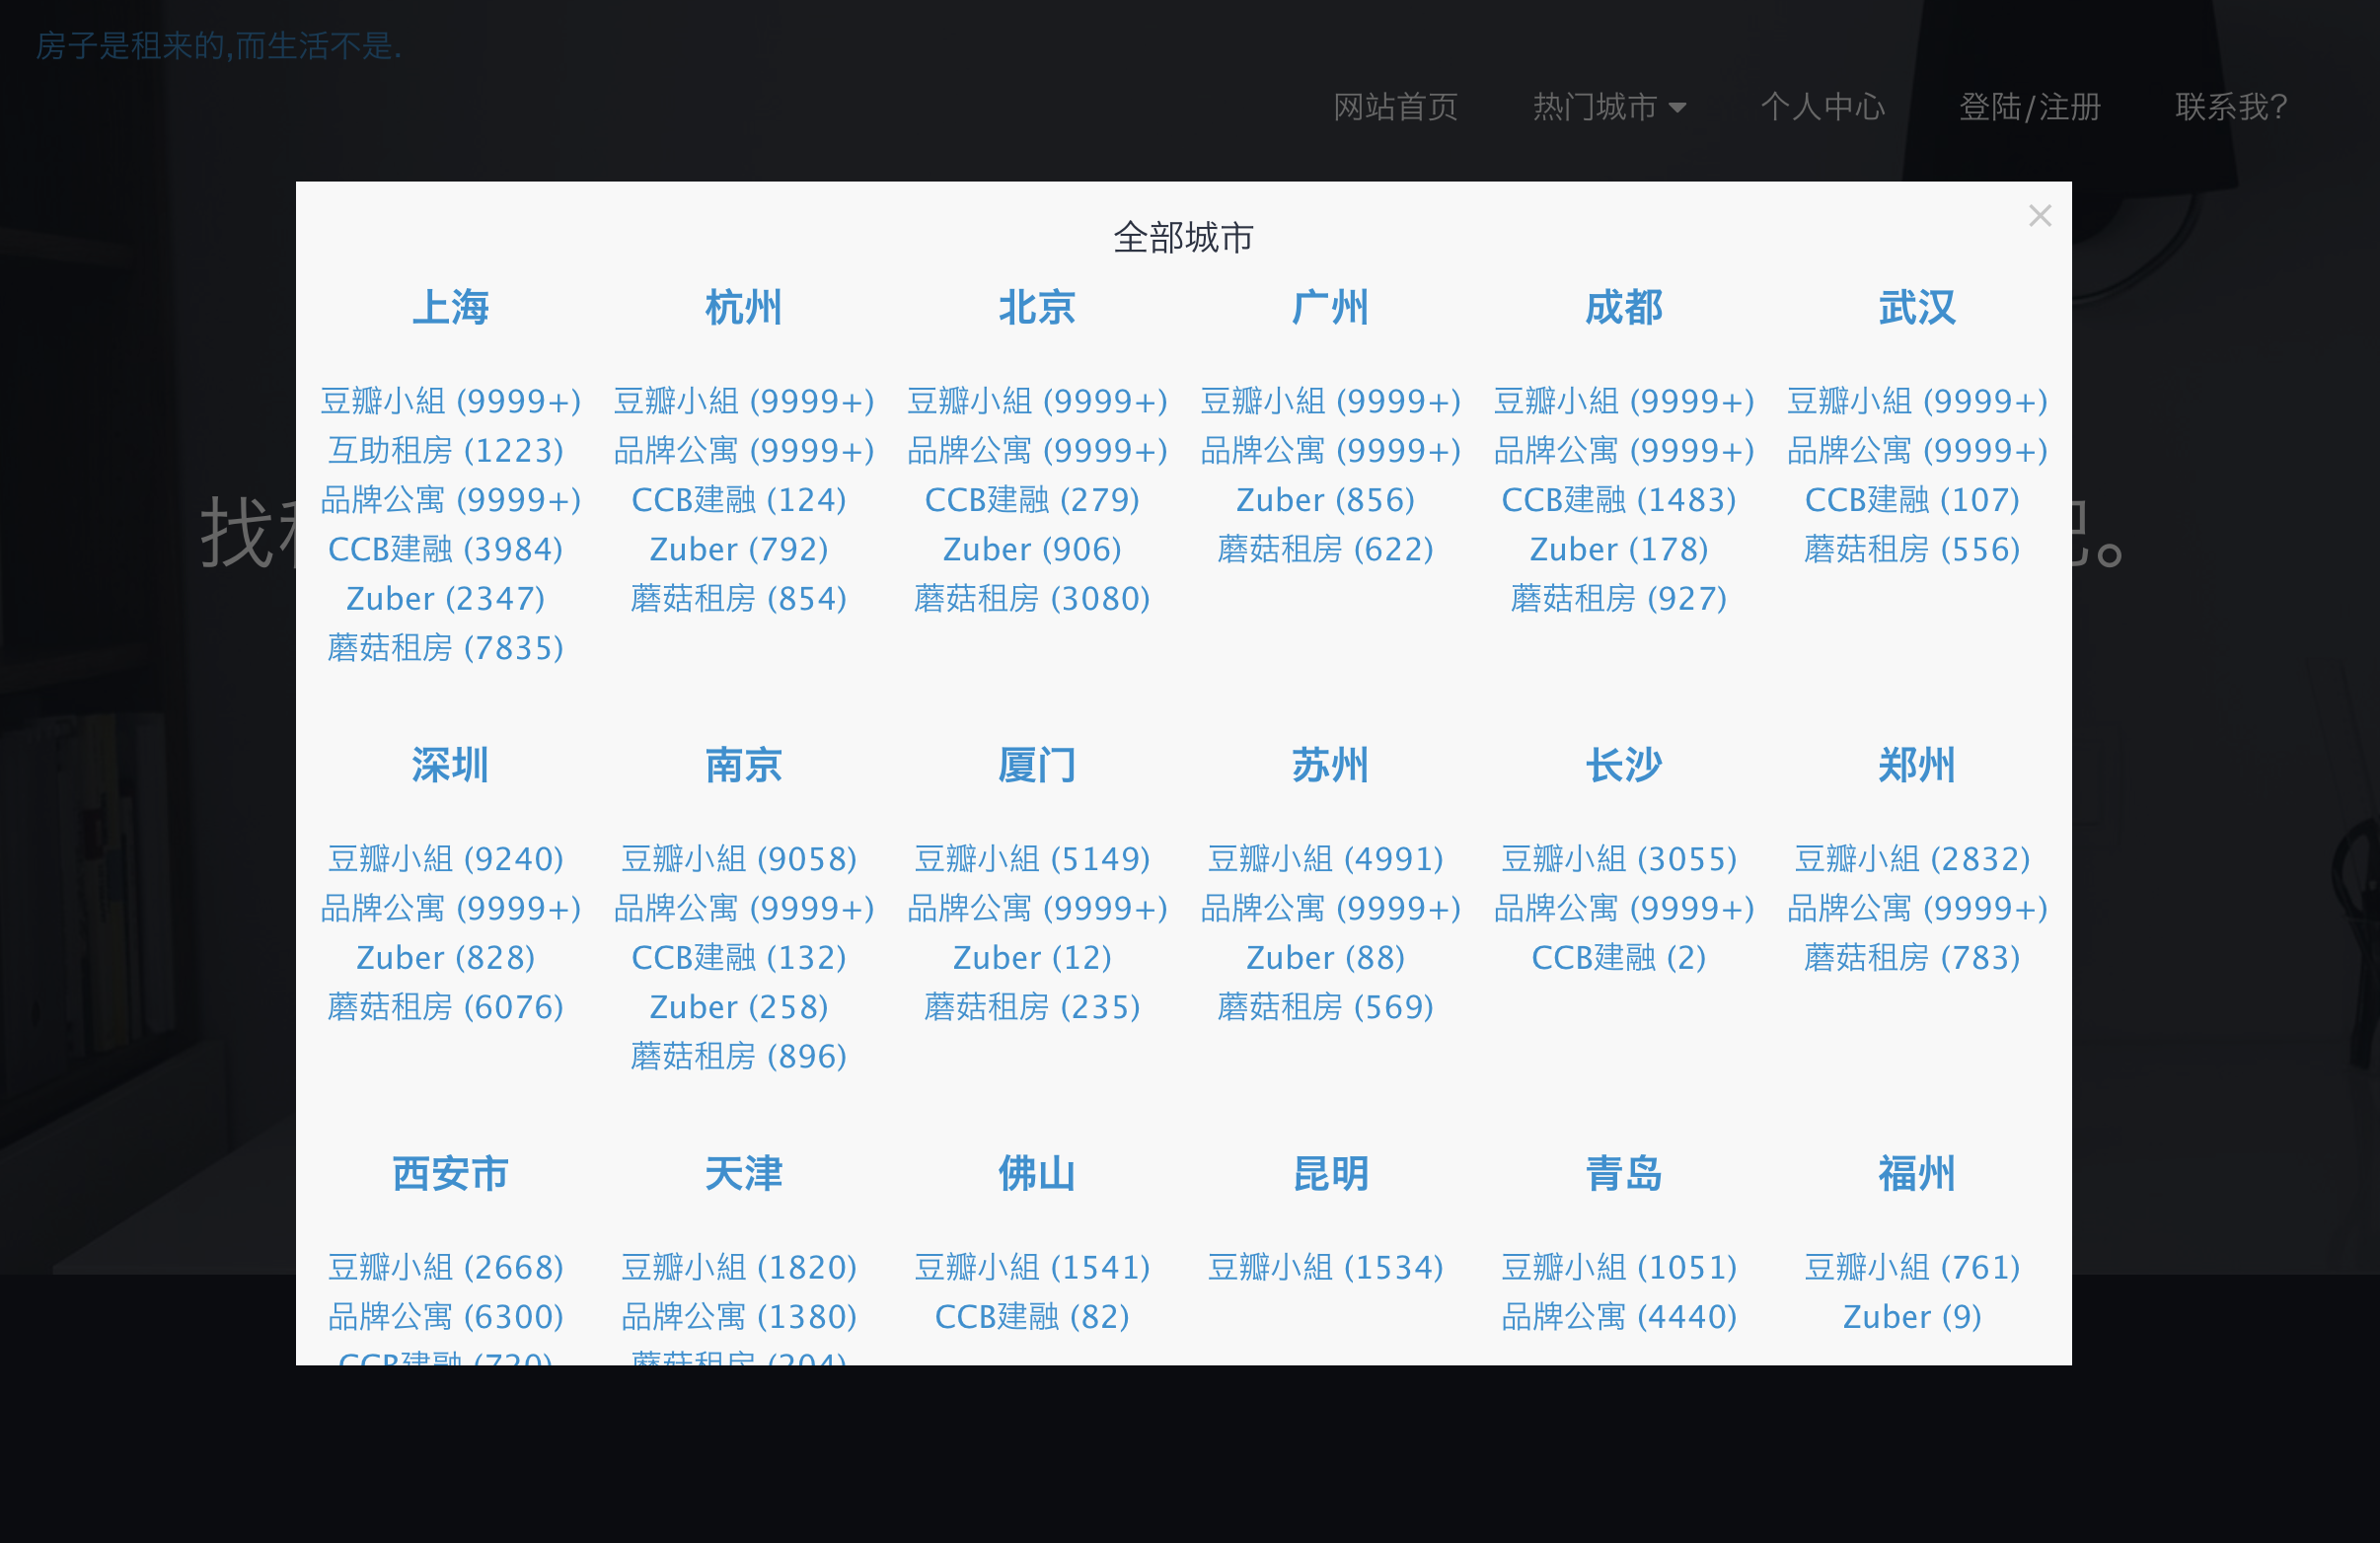 房子是租来的,而生活不是.
网站首页 热门城市 个人中心 登陆/注册 联系我?
全部城市
上海 杭州 北京 广州 成都 武汉
豆瓣小組 (9999+) 豆瓣小組 (9999+) 豆瓣小組 (9999+) 豆瓣小組 (9999+) 豆瓣小組 (9999+) 豆瓣小組 (9999+)
互助租房 (1223) 品牌公寓 (9999+) 品牌公寓 (9999+) 品牌公寓 (9999+) 品牌公寓 (9999+) 品牌公寓 (9999+)
品牌公寓 (9999+) CCB建融 (124) CCB建融 (279) Zuber (856) CCB建融 (1483) CCB建融 (107)
找
CCB建融 (3984) Zuber (792) Zuber (906) 蘑菇租房 (622) Zuber (178) 蘑菇租房 (556)
Zuber (2347) 蘑菇租房 (854) 蘑菇租房 (3080) 蘑菇租房 (927)
蘑菇租房 (7835)
深圳 南京 厦门 苏州 长沙 郑州
豆瓣小組 (9240) 豆瓣小組 (9058) 豆瓣小組 (5149) 豆瓣小組 (4991) 豆瓣小組 (3055) 豆瓣小組 (2832)
品牌公寓 (9999+) 品牌公寓 (9999+) 品牌公寓 (9999+) 品牌公寓 (9999+) 品牌公寓 (9999+) 品牌公寓 (9999+)
Zuber (828) CCB建融 (132) Zuber (12) Zuber (88) CCB建融 (2) 蘑菇租房 (783)
蘑菇租房 (6076) Zuber (258) 蘑菇租房 (235) 蘑菇租房 (569)
蘑菇租房 (896)
西安市 天津 佛山 昆明 青岛 福州
豆瓣小組 (2668) 豆瓣小組 (1820) 豆瓣小組 (1541) 豆瓣小組 (1534) 豆瓣小組 (1051) 豆瓣小組 (761)
品牌公寓 (6300) 品牌公寓 (1380) CCB建融 (82) 品牌公寓 (4440) Zuber (9)
CCB建融 (720) 蘑菇租房 (204)